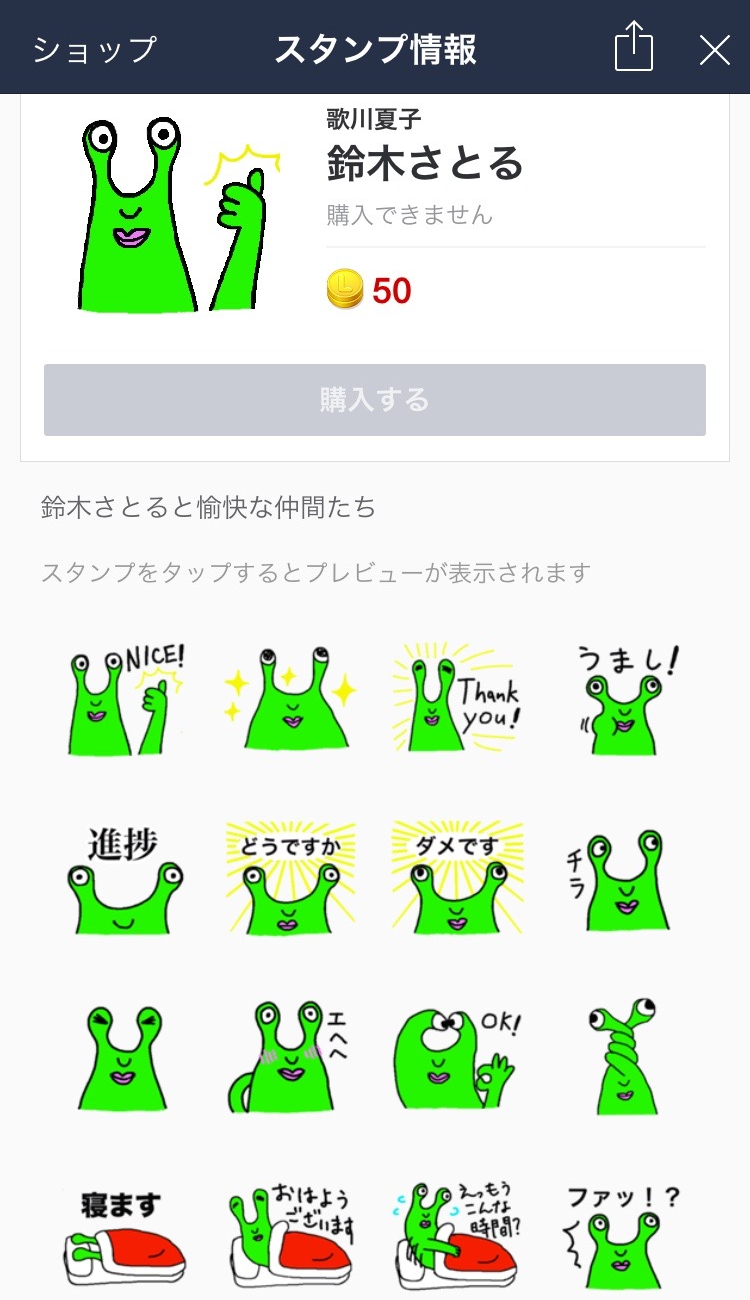 ショップ
スタンプ情報
歌川夏子
鈴木さとる
購入できません
50
購入する
鈴木さとると愉快な仲間たち
スタンプをタップするとプレビューが表示されます
NICE!
Thank
you!
うまし!
進捗
どうですか
ダメです
チラ
エヘヘ
OK!
寝ます
おはよう
ございます
えっもう
こんな
時間?
ファッ!?